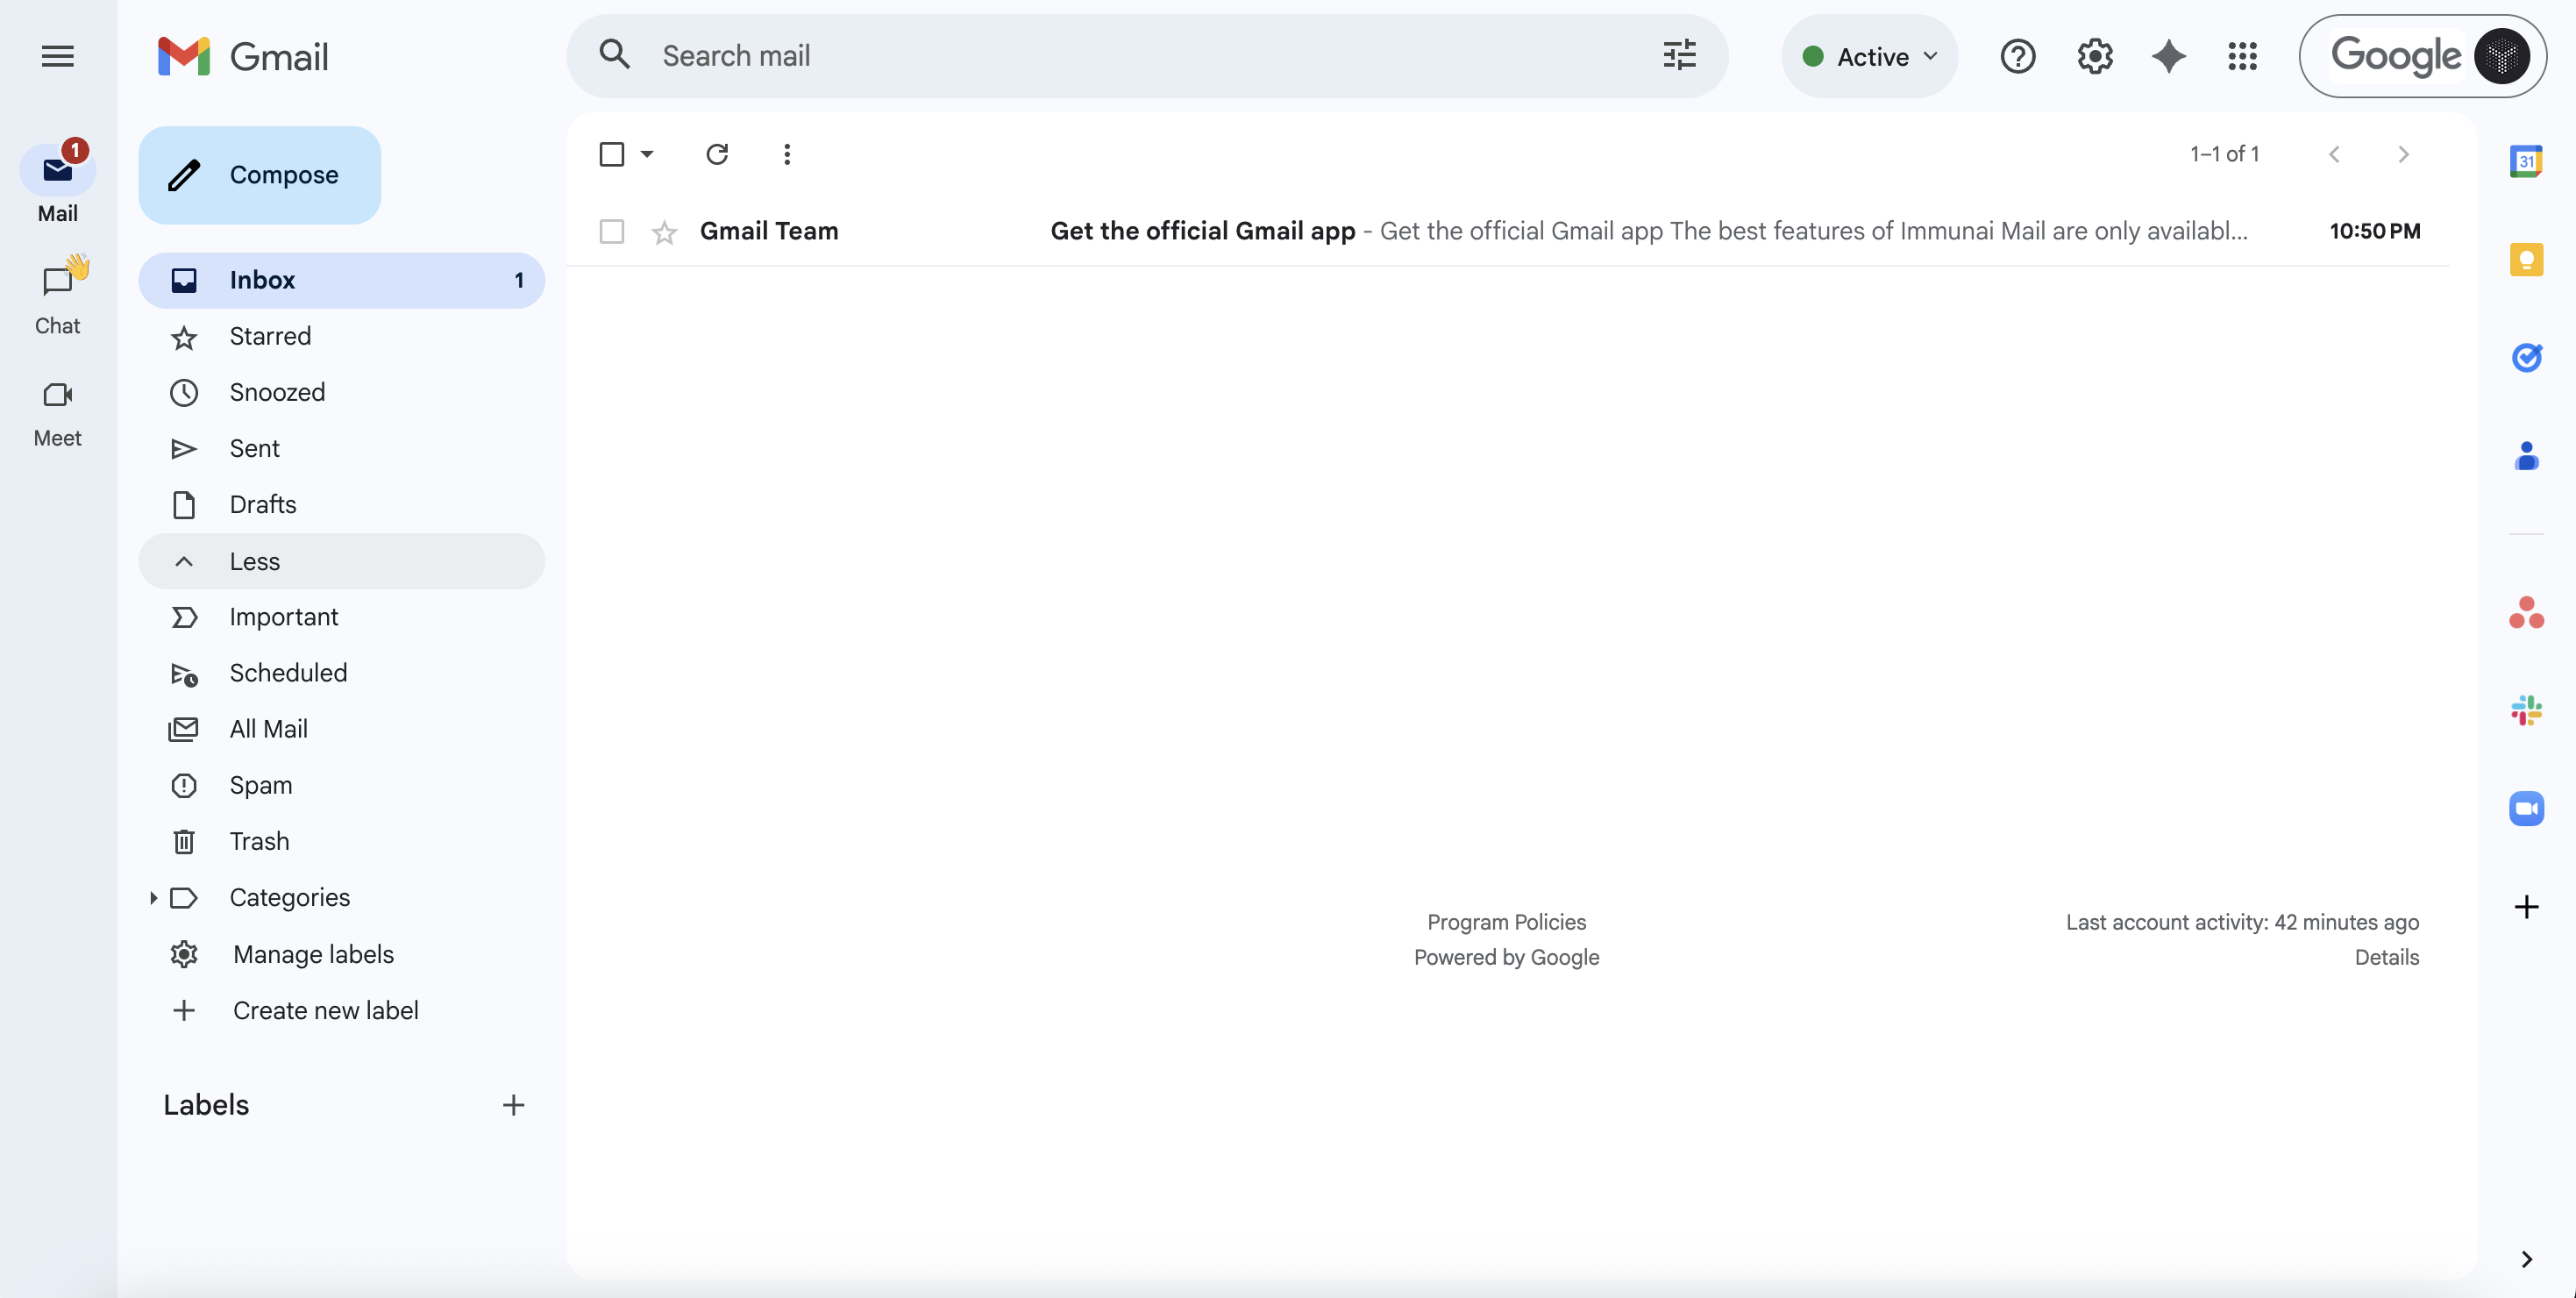 Gmail
Search mail
Active
Google
1
Mail
Chat
Meet
Compose
Inbox 1
Starred
Snoozed
Sent
Drafts
Less
Important
Scheduled
All Mail
Spam
Trash
Categories
Manage labels
Create new label
Labels
1–1 of 1
Gmail Team Get the official Gmail app - Get the official Gmail app The best features of Immunai Mail are only availabl... 10:50 PM
Program Policies
Powered by Google
Last account activity: 42 minutes ago
Details
31